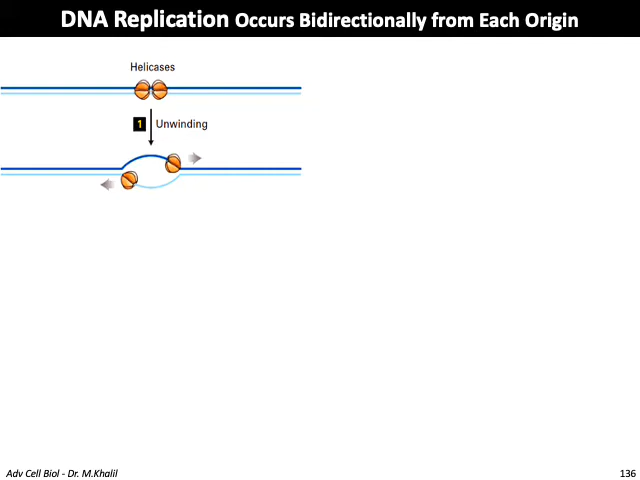 DNA Replication Occurs Bidirectionally from Each Origin
Helicases
1 Unwinding
Adv Cell Biol - Dr. M.Khalil
136